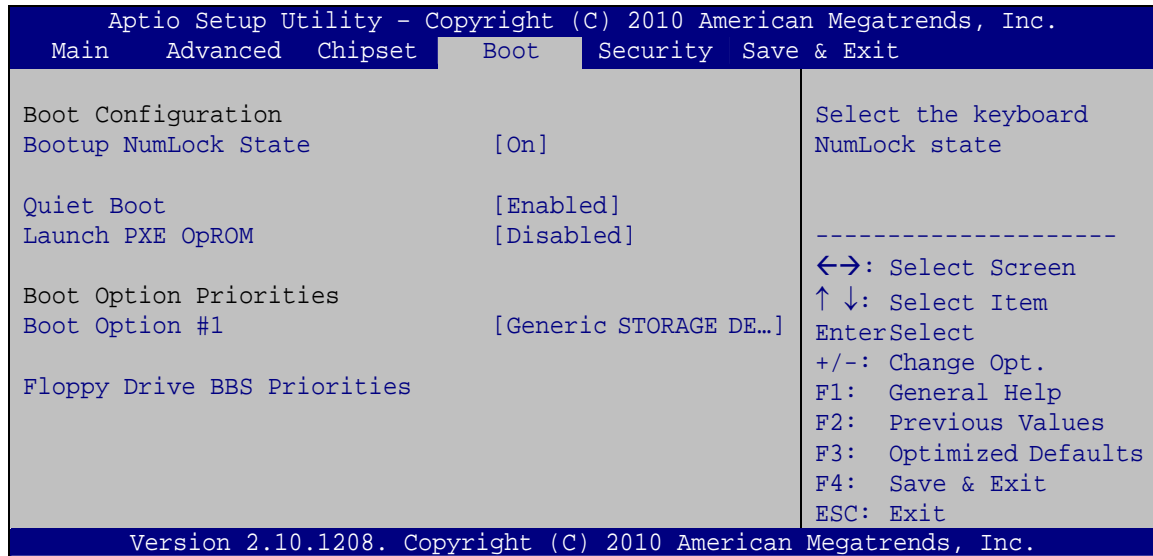 Aptio Setup Utility – Copyright (C) 2010 American Megatrends, Inc.
Main Advanced Chipset Boot Security Save & Exit
Boot Configuration
Bootup NumLock State [On]
Quiet Boot [Enabled]
Launch PXE OpROM [Disabled]
Boot Option Priorities
Boot Option #1 [Generic STORAGE DE…]
Floppy Drive BBS Priorities
Select the keyboard
NumLock state
---------------------
←→: Select Screen
↑ ↓: Select Item
EnterSelect
+/-: Change Opt.
F1: General Help
F2: Previous Values
F3: Optimized Defaults
F4: Save & Exit
ESC: Exit
Version 2.10.1208. Copyright (C) 2010 American Megatrends, Inc.